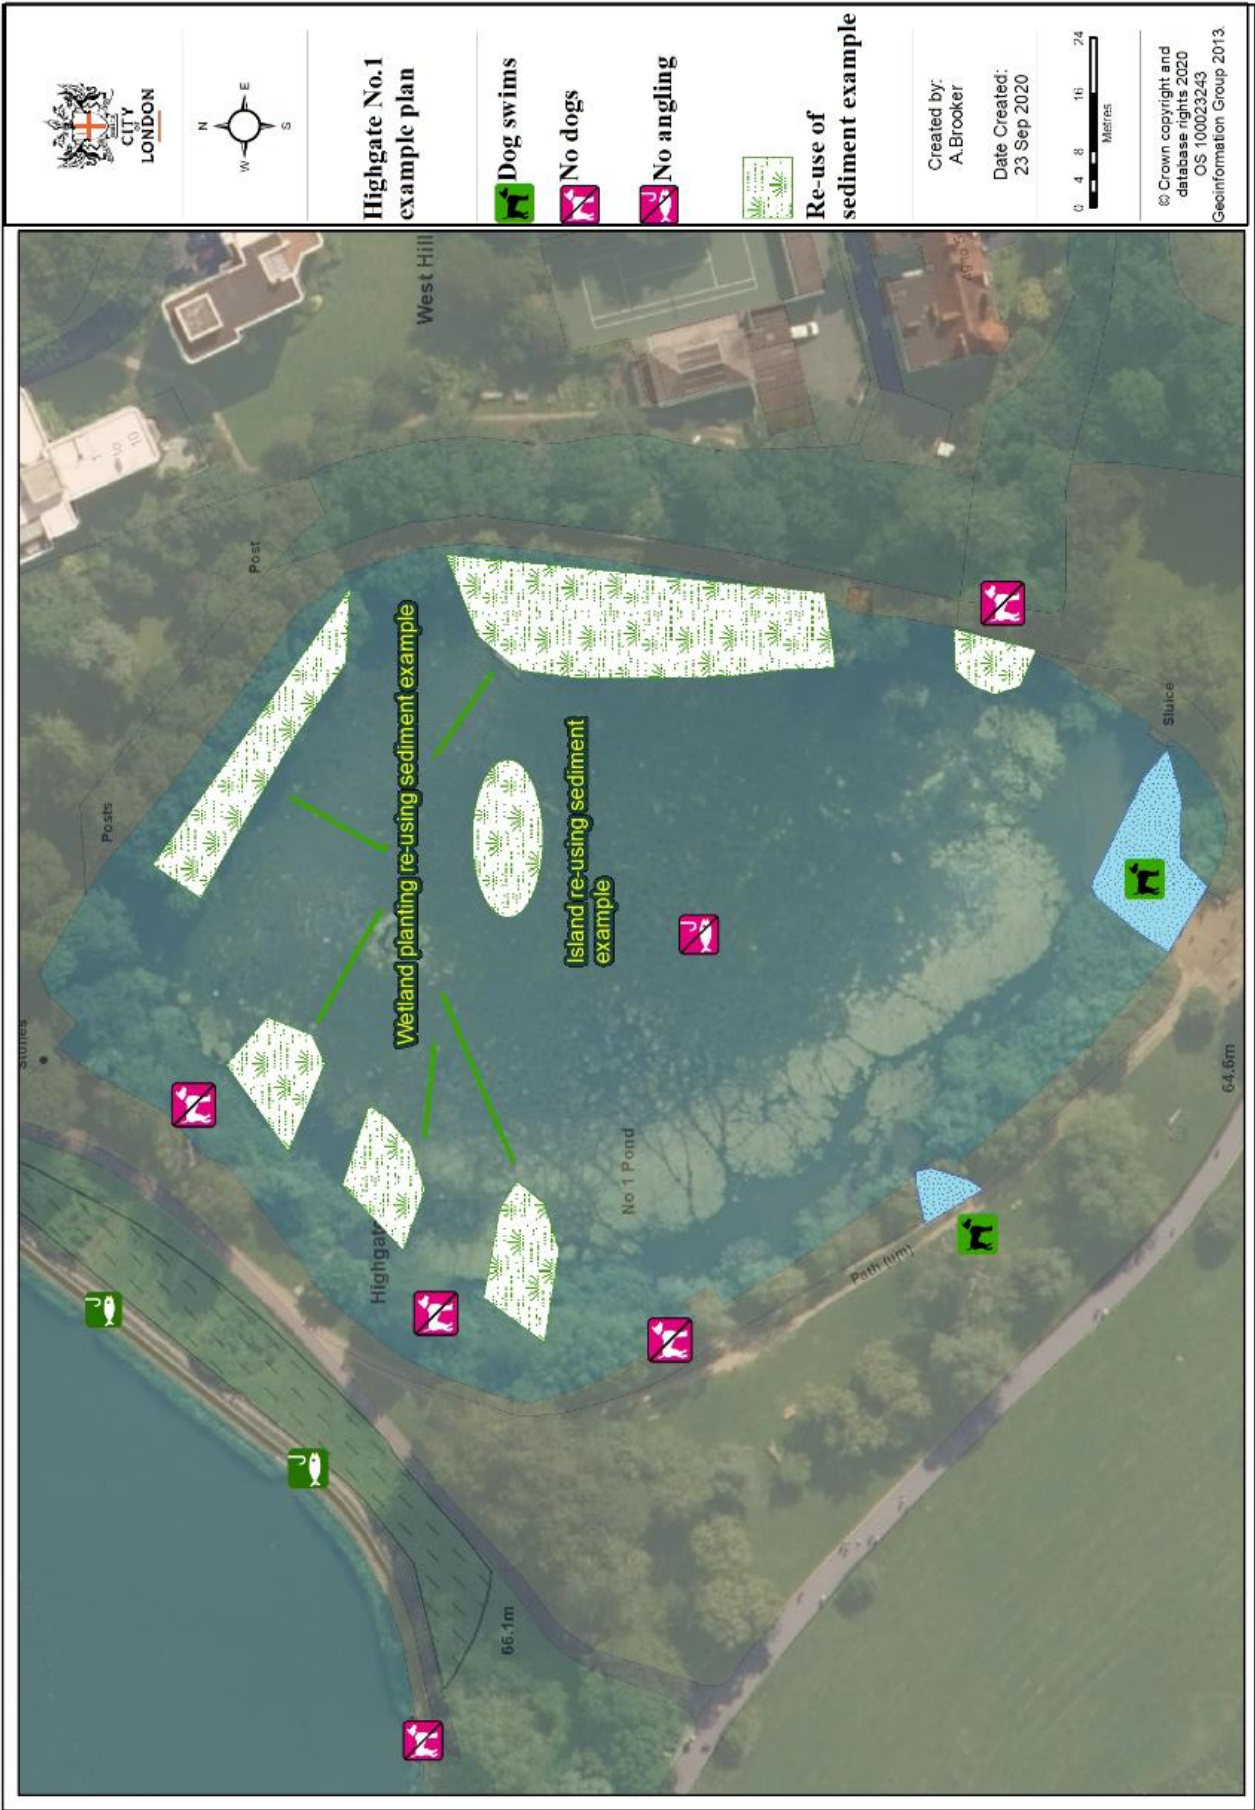 CITY
OF
LONDON
N
W
E
S
Highgate No.1
example plan
Dog swims
No dogs
No angling
Re-use of
sediment example
Created by:
A.Brooker
Date Created:
23 Sep 2020
0 4 8 16 24
Metres
© Crown copyright and
database rights 2020
OS 100023243
Geoinformation Group 2013.
West Hill
Post
Posts
Wetland planting re-using sediment example
Island re-using sediment
example
Highgat
No 1 Pond
Sluice
Path (um)
64.6m
66.1m